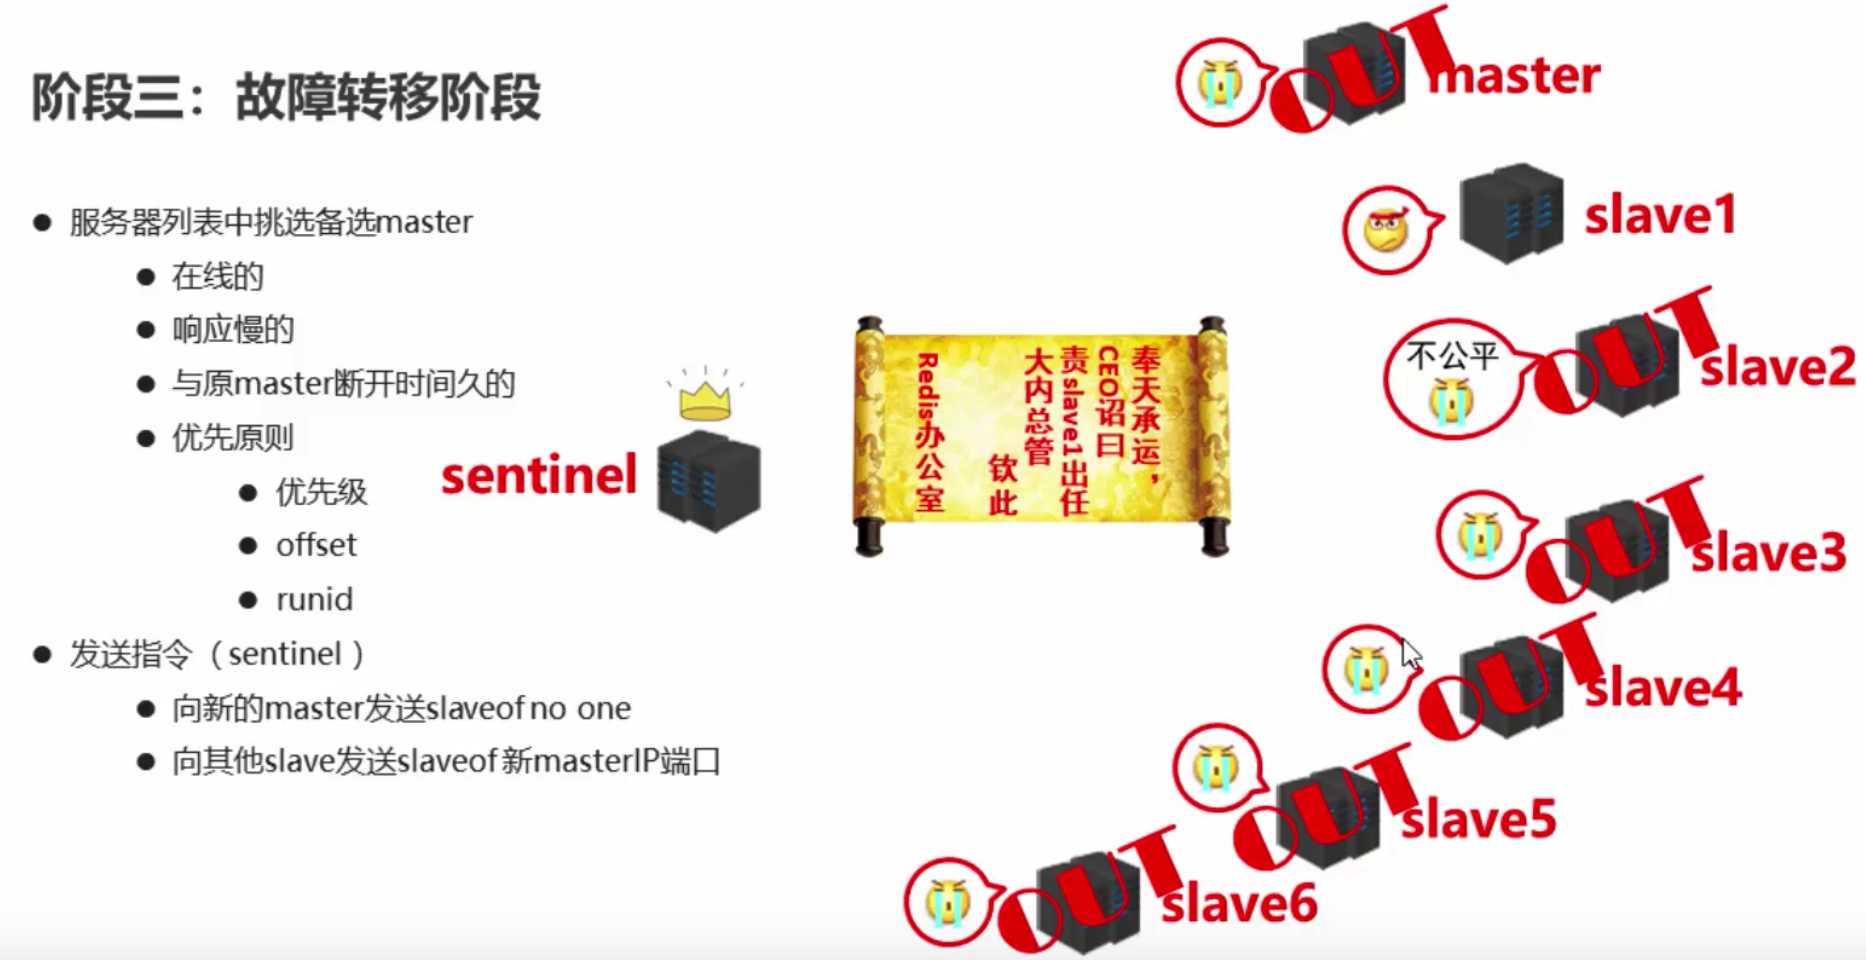 阶段三：故障转移阶段
服务器列表中挑选备选master
在线的
响应慢的
与原master断开时间久的
优先原则
优先级
offset
runid
发送指令（sentinel）
向新的master发送slaveof no one
向其他slave发送slaveof 新masterIP端口
sentinel
奉天承运，
CEO诏曰
责slave1出任
大内总管
钦此
Redis办公室
OUT
master
slave1
不公平
OUT
slave2
OUT
slave3
OUT
slave4
OUT
slave5
OUT
slave6